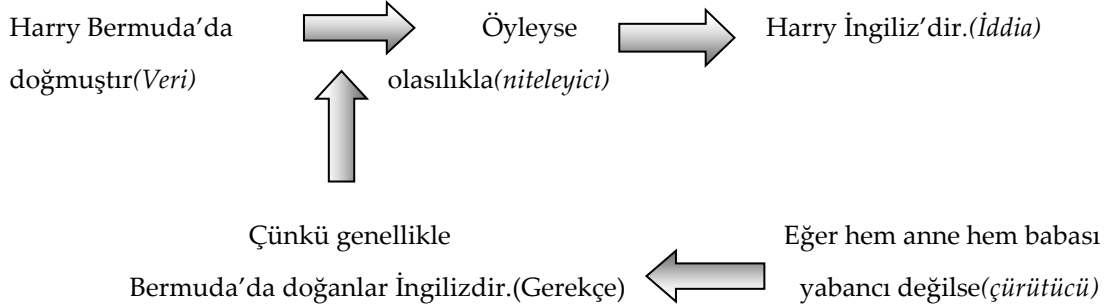 Harry Bermuda’da
doğmuştır(Veri)
Öyleyse
olasılıkla(niteleyici)
Harry İngiliz’dir.(İddia)
Çünkü genellikle
Bermuda’da doğanlar İngilizdir.(Gerekçe)
Eğer hem anne hem babası
yabancı değilse(çürütücü)